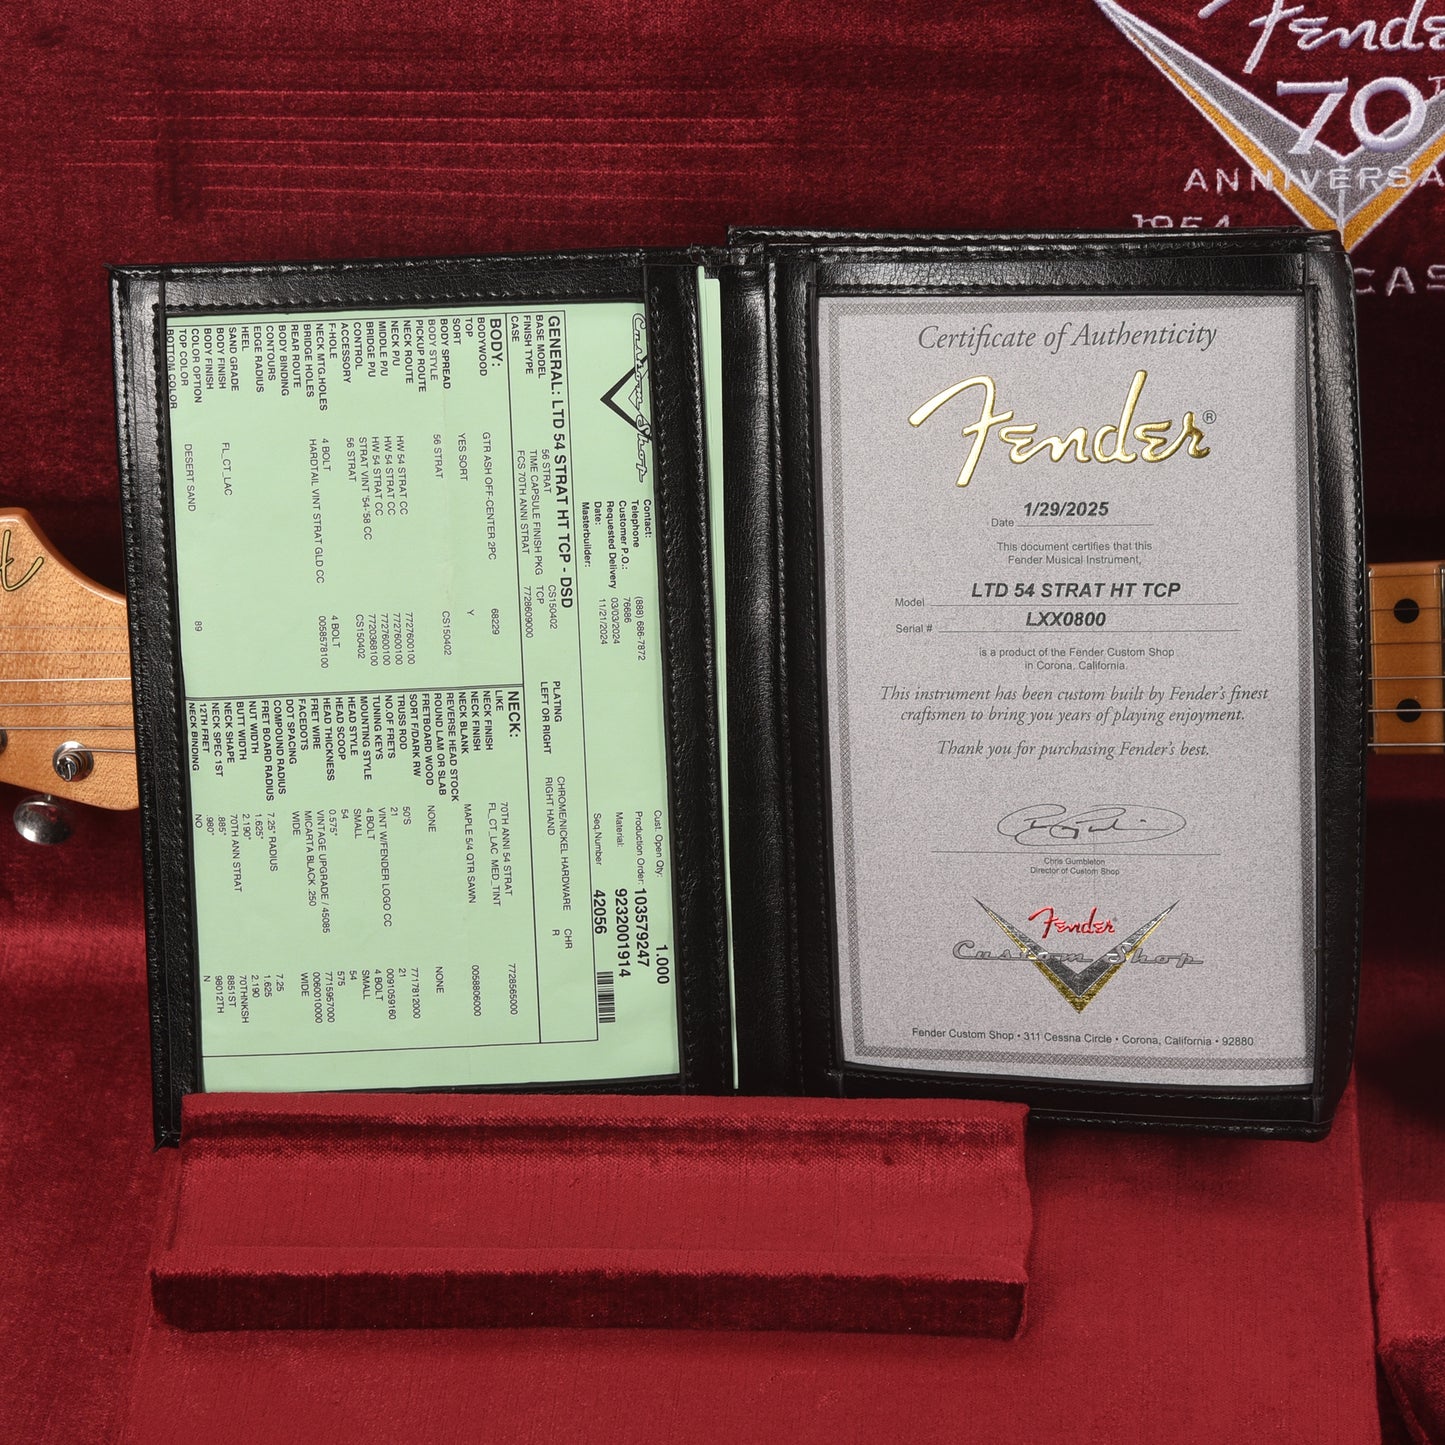 Fender
70
ANNIVERSA
1954
CAS
t
Custom Shop
Contact:
Telephone (888) 686-7872
Customer P.O.: 76686
Requested Delivery 03/03/2024
Date: 11/21/2024
Masterbuilder:
Cust. Open Qty: 1.000
Production Order: 103579247
Material: 9232001914
Seq.Number 42056
GENERAL: LTD 54 STRAT HT TCP - DSD
BASE MODEL 56 STRAT CS150402
FINISH TYPE TIME CAPSULE FINISH PKG TCP
CASE FCS 70TH ANNI STRAT 7728609000
PLATING CHROME/NICKEL HARDWARE CHR
LEFT OR RIGHT RIGHT HAND R
BODY:
BODYWOOD GTR ASH OFF-CENTER 2PC 68229
TOP
SORT YES SORT Y
BODY SPREAD
BODY STYLE 56 STRAT CS150402
PICKUP ROUTE
NECK ROUTE
NECK P/U HW 54 STRAT CC 7727600100
MIDDLE P/U HW 54 STRAT CC 7727600100
BRIDGE P/U HW 54 STRAT CC 7727600100
CONTROL STRAT VINT '54-'58 CC 7720368100
ACCESSORY 56 STRAT CS150402
F-HOLE
NECK MTG.HOLES 4 BOLT 4 BOLT
BRIDGE HOLES HARDTAIL VINT STRAT GLD CC 0058578100
REAR ROUTE
BODY BINDING
CONTOURS
EDGE RADIUS
HEEL
SAND GRADE
BODY FINISH FL_CT_LAC
BODY FINISH
COLOR OPTION
TOP COLOR DESERT SAND 89
BOTTOM COLOR
NECK:
LIKE 70TH ANNI 54 STRAT 7728565000
NECK FINISH FL_CT_LAC_MED_TINT
NECK FINISH
NECK BLANK MAPLE 5/4 QTR SAWN 0058806000
REVERSE HEAD STOCK
ROUND LAM OR SLAB
FRETBOARD WOOD NONE NONE
SORT F/DARK RW
TRUSS ROD 50'S 7717812000
NO.OF FRETS 21 21
TUNING KEYS VINT W/FENDER LOGO CC 0091059160
MOUNTING STYLE 4 BOLT 4 BOLT
HEAD STYLE SMALL SMALL
HEAD SCOOP 54 54
HEAD THICKNESS 0.575" 575
FRET WIRE VINTAGE UPGRADE / 45085 7715957000
FACEDOTS MICARTA BLACK .250 0060010000
DOT SPACING WIDE WIDE
COMPOUND RADIUS
FRET BOARD RADIUS 7.25" RADIUS 7.25
NUT WIDTH 1.625" 1.625
BUTT WIDTH 2.190" 2.190
NECK SHAPE 70TH ANN STRAT 70THNKSH
NECK SPEC 1ST .885" 8851ST
12TH FRET .980" 98012TH
NECK BINDING NO N
Certificate of Authenticity
Fender®
Date 1/29/2025
This document certifies that this
Fender Musical Instrument,
Model LTD 54 STRAT HT TCP
Serial # LXX0800
is a product of the Fender Custom Shop
in Corona, California.
This instrument has been custom built by Fender's finest
craftsmen to bring you years of playing enjoyment.
Thank you for purchasing Fender's best.
Chris Gumbleton
Director of Custom Shop
Fender
Custom Shop
Fender Custom Shop • 311 Cessna Circle • Corona, California • 92880